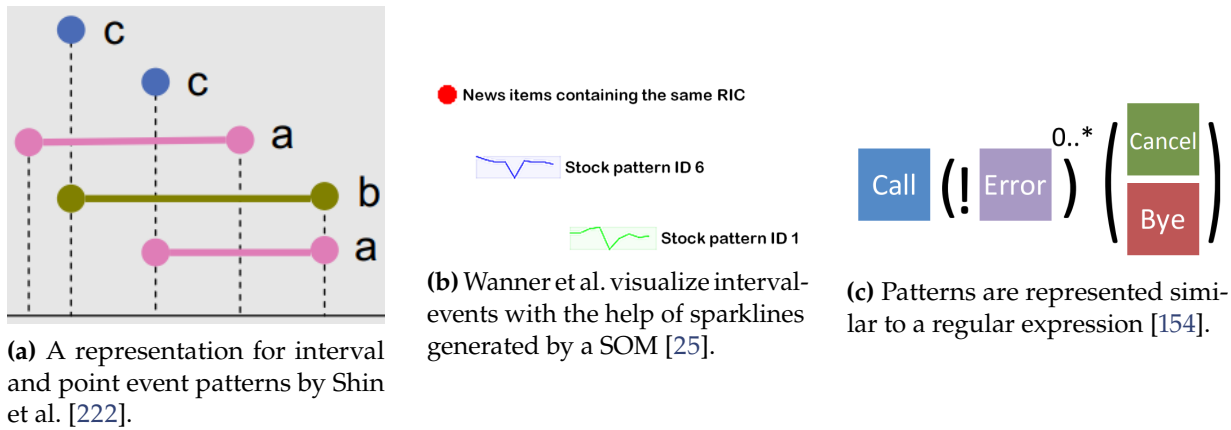 c
c
a
b
a
(a) A representation for interval
and point event patterns by Shin
et al. [222].
News items containing the same RIC
Stock pattern ID 6
Stock pattern ID 1
(b) Wanner et al. visualize interval-
events with the help of sparklines
generated by a SOM [25].
0..*
Call (! Error) (Cancel
Bye)
(c) Patterns are represented simi-
lar to a regular expression [154].